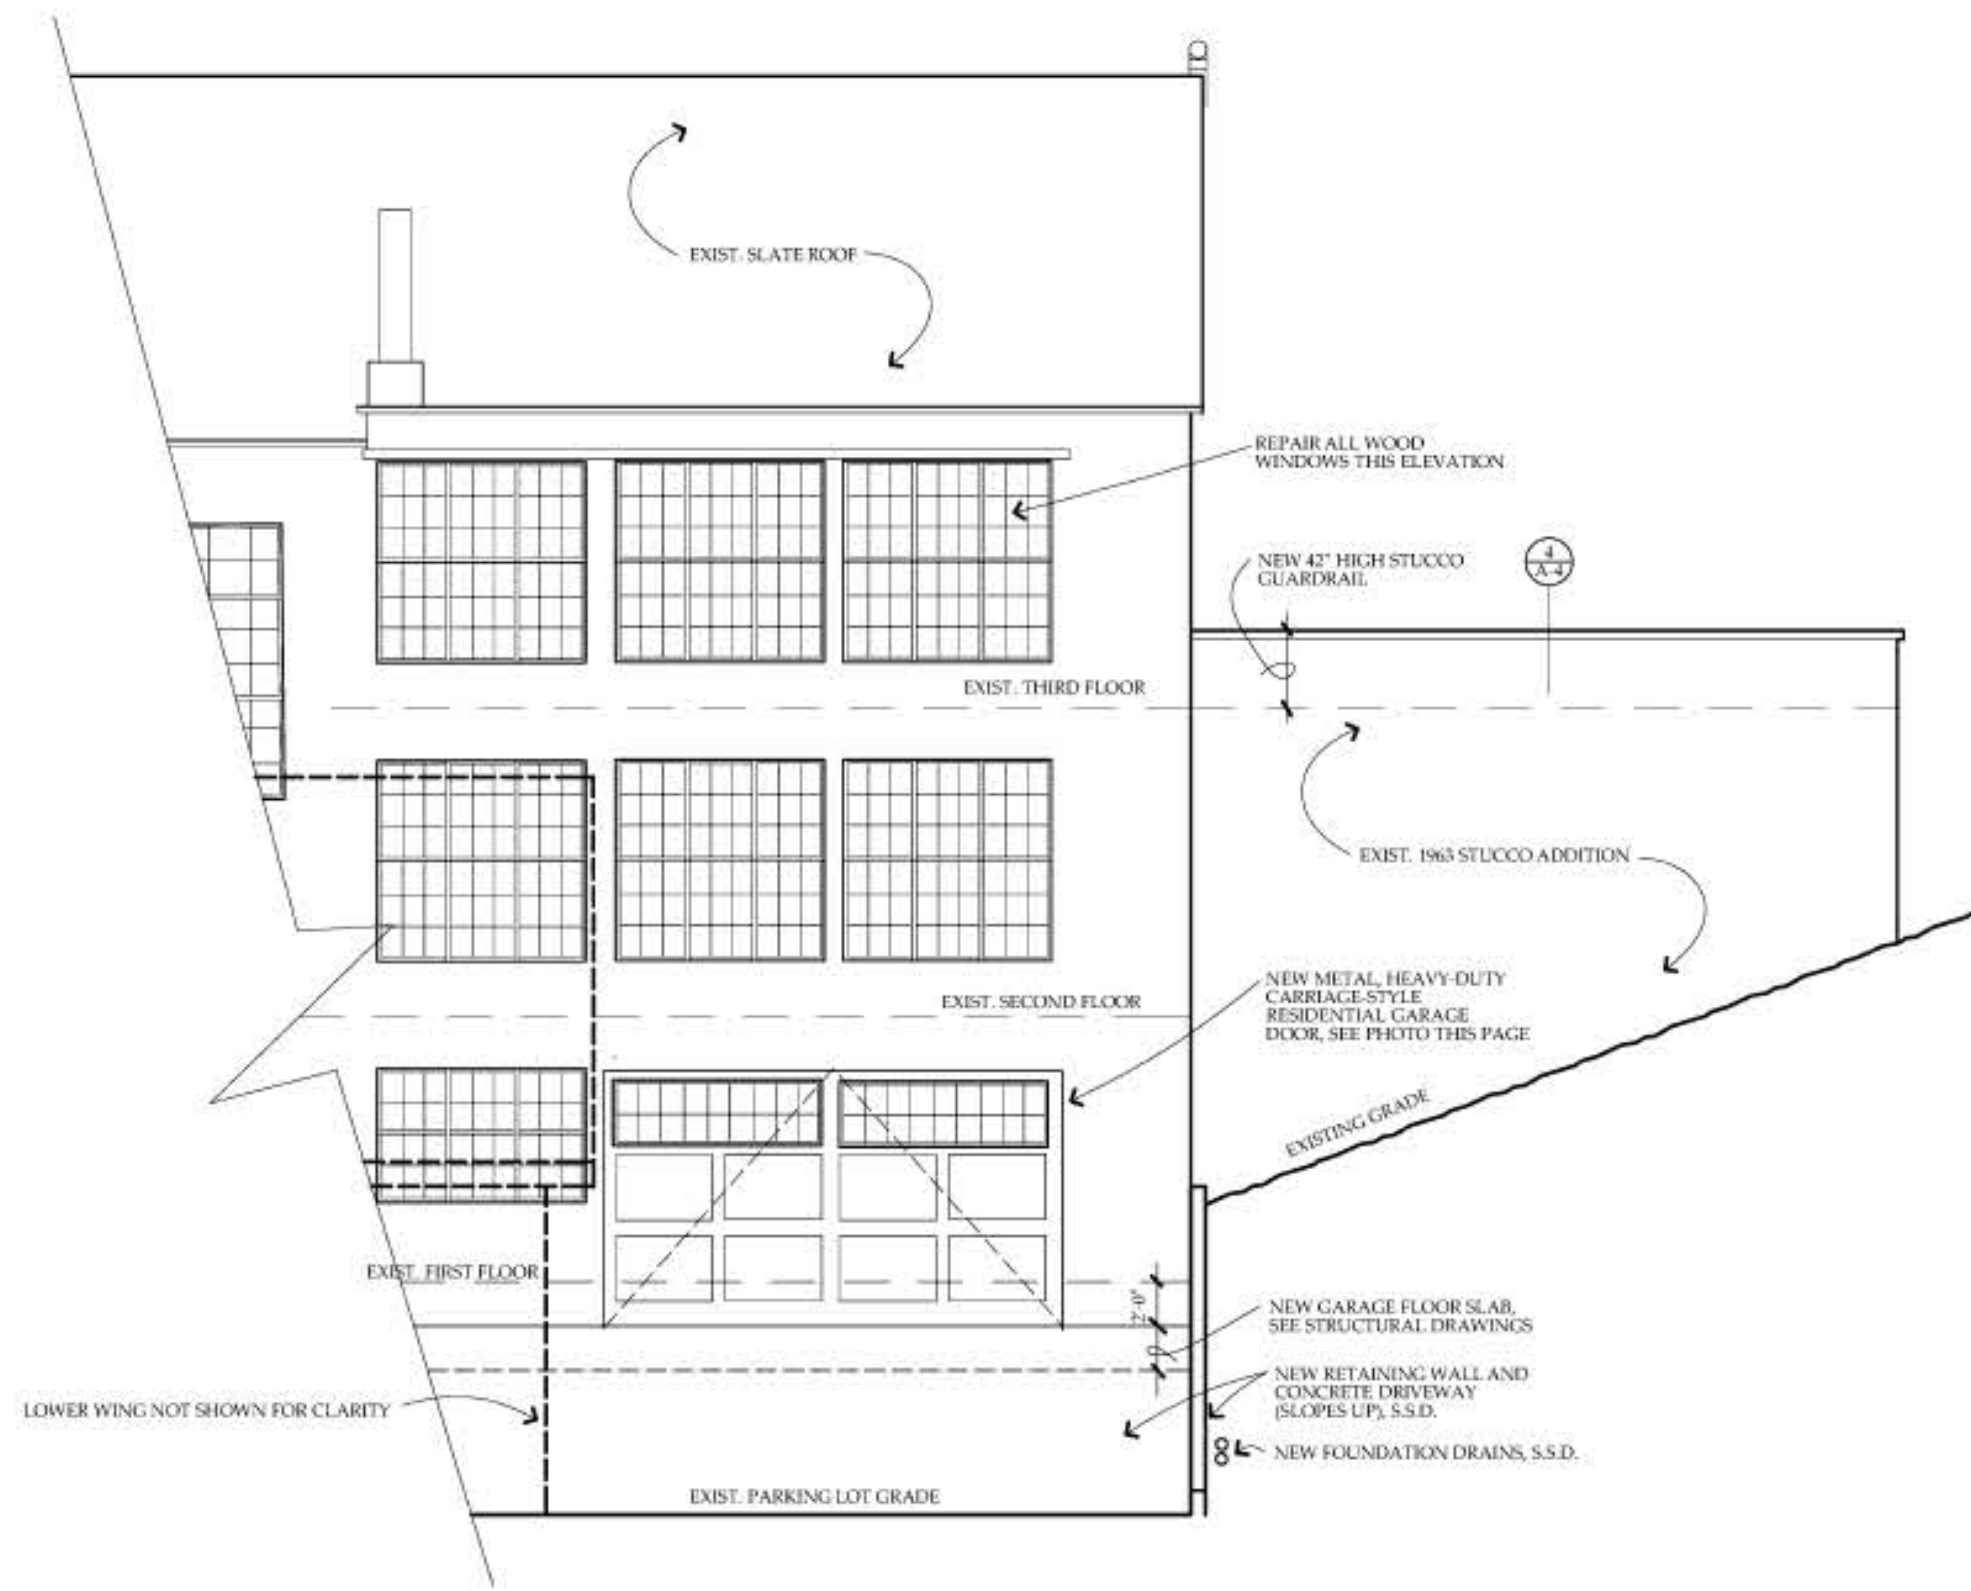 EXIST. SLATE ROOF
REPAIR ALL WOOD
WINDOWS THIS ELEVATION
NEW 42" HIGH STUCCO
GUARDRAIL
4
A-4
EXIST. THIRD FLOOR
EXIST. 1963 STUCCO ADDITION
NEW METAL, HEAVY-DUTY
CARRIAGE-STYLE
RESIDENTIAL GARAGE
DOOR, SEE PHOTO THIS PAGE
EXIST. SECOND FLOOR
EXISTING GRADE
EXIST. FIRST FLOOR
2'-0"
NEW GARAGE FLOOR SLAB,
SEE STRUCTURAL DRAWINGS
NEW RETAINING WALL AND
CONCRETE DRIVEWAY
(SLOPES UP), S.S.D.
LOWER WING NOT SHOWN FOR CLARITY
NEW FOUNDATION DRAINS, S.S.D.
EXIST. PARKING LOT GRADE